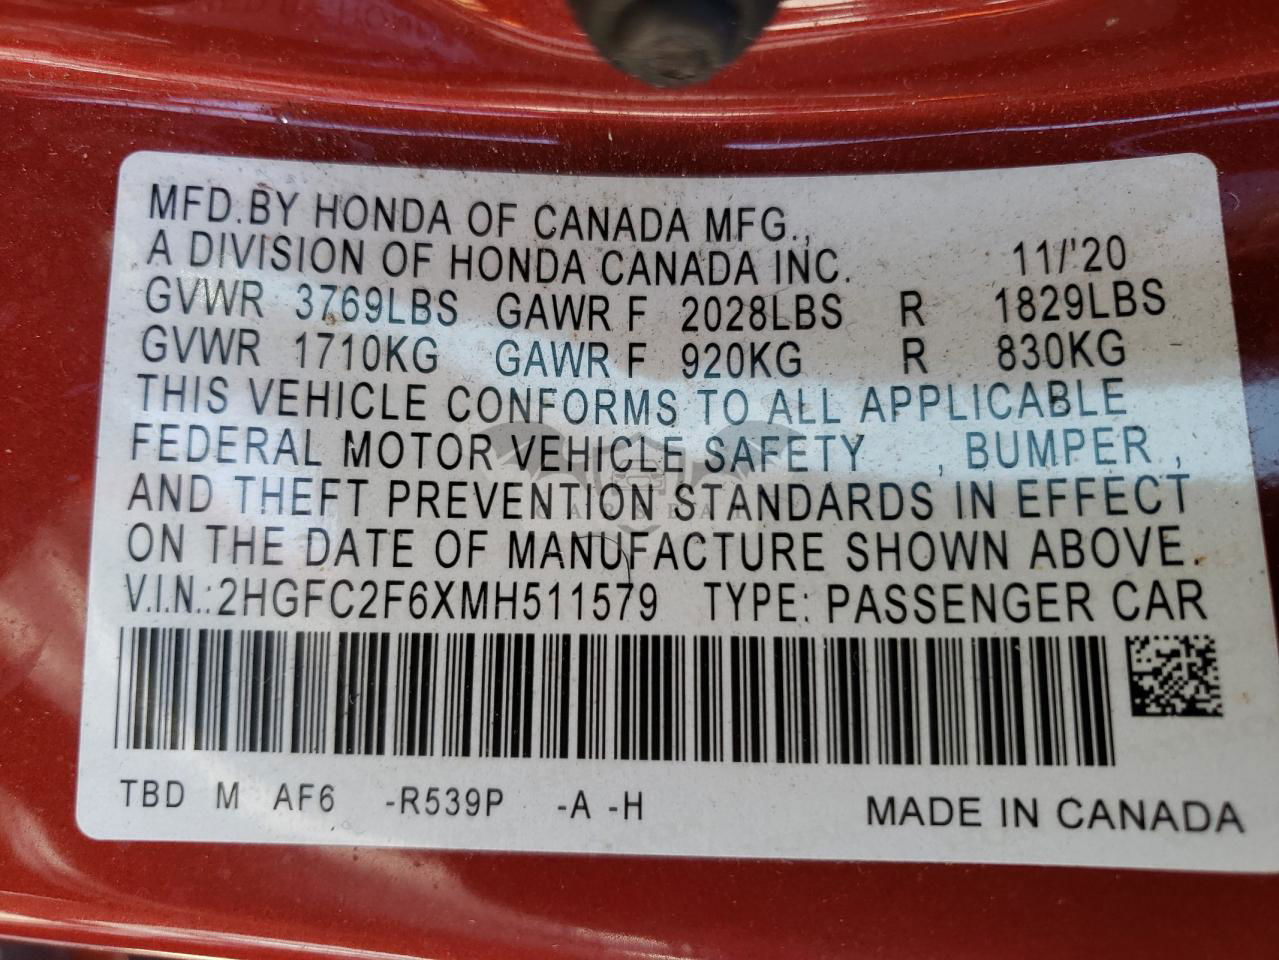 MFD.BY HONDA OF CANADA MFG.,
A DIVISION OF HONDA CANADA INC. 11/'20
GVWR 3769LBS GAWR F 2028LBS R 1829LBS
GVWR 1710KG GAWR F 920KG R 830KG
THIS VEHICLE CONFORMS TO ALL APPLICABLE
FEDERAL MOTOR VEHICLE SAFETY , BUMPER ,
AND THEFT PREVENTION STANDARDS IN EFFECT
ON THE DATE OF MANUFACTURE SHOWN ABOVE.
V.I.N.:2HGFC2F6XMH511579 TYPE: PASSENGER CAR
TBD M AF6 -R539P -A -H MADE IN CANADA